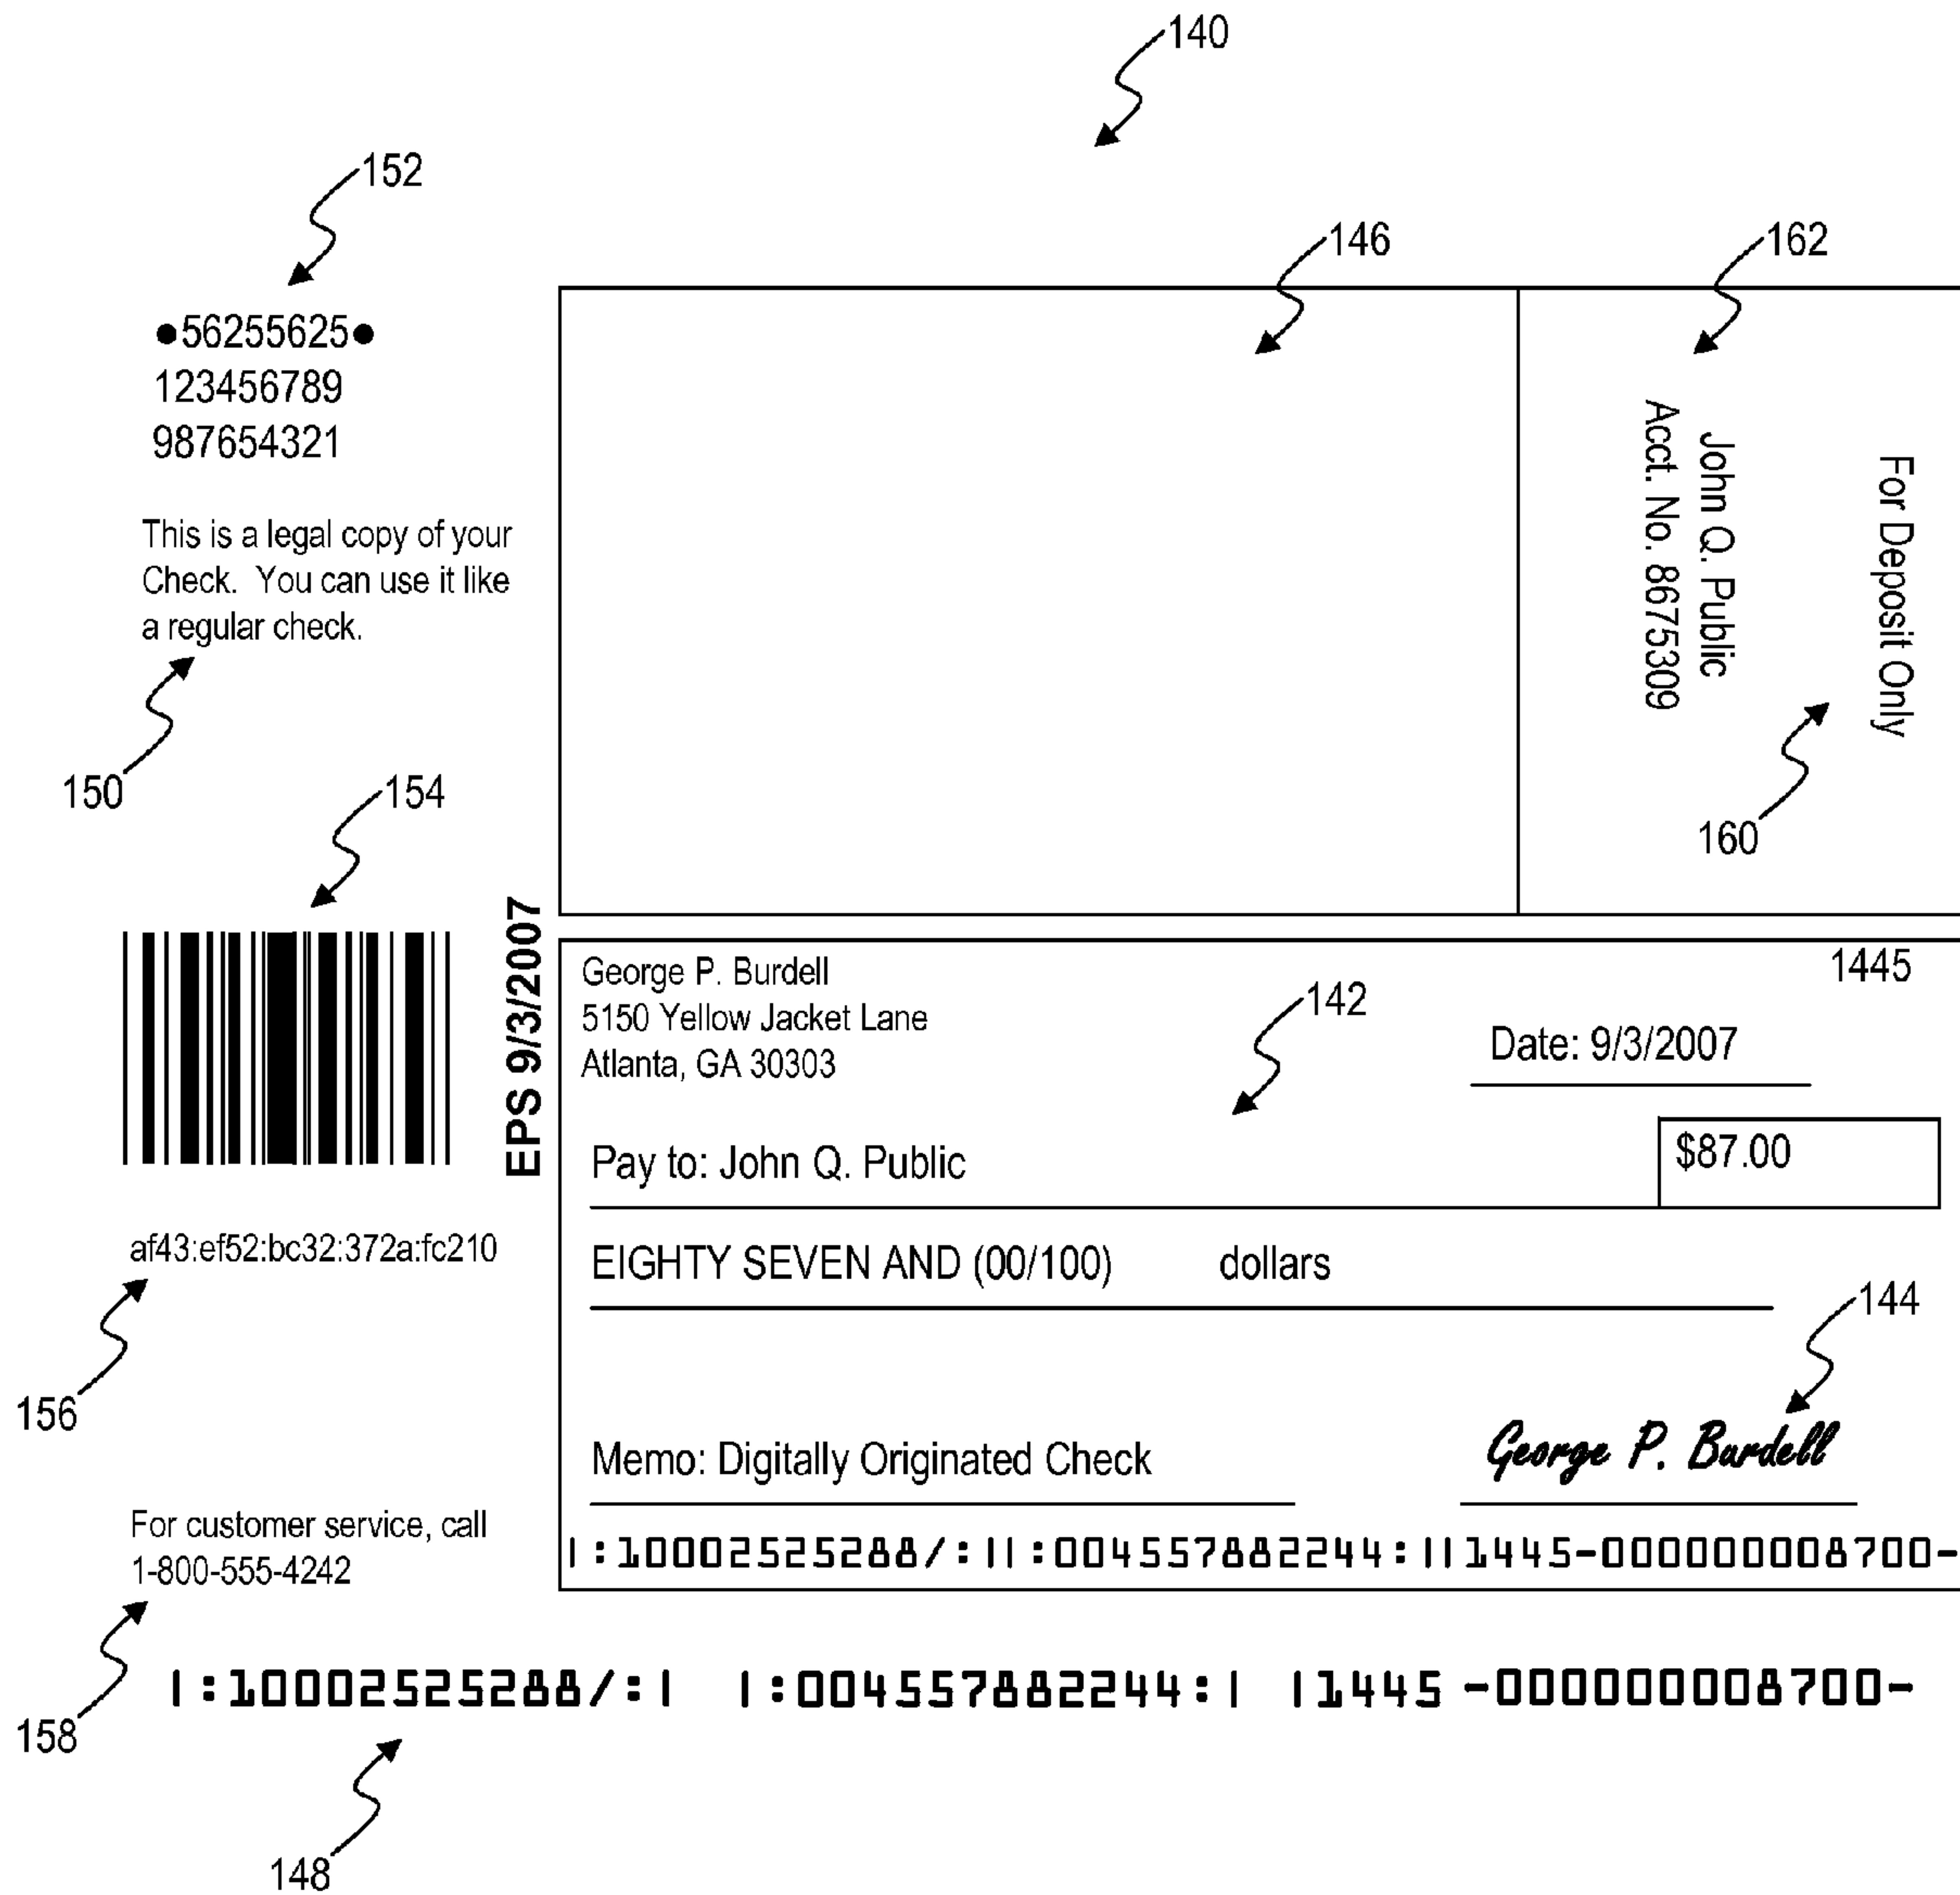 140
152
146
162
●56255625●
123456789
987654321
This is a legal copy of your
Check. You can use it like
a regular check.
150
For Deposit Only
John Q. Public
Acct. No. 8675309
160
154
EPS 9/3/2007
George P. Burdell
5150 Yellow Jacket Lane
Atlanta, GA 30303
1445
142
Date: 9/3/2007
Pay to: John Q. Public
$87.00
af43:ef52:bc32:372a:fc210
EIGHTY SEVEN AND (00/100) dollars
144
156
Memo: Digitally Originated Check
George P. Burdell
For customer service, call
1-800-555-4242
|:10002525288/:||:004557882244:||1445-000000008700-
158
|:10002525288/:| |:004557882244:| |1445-000000008700-
148